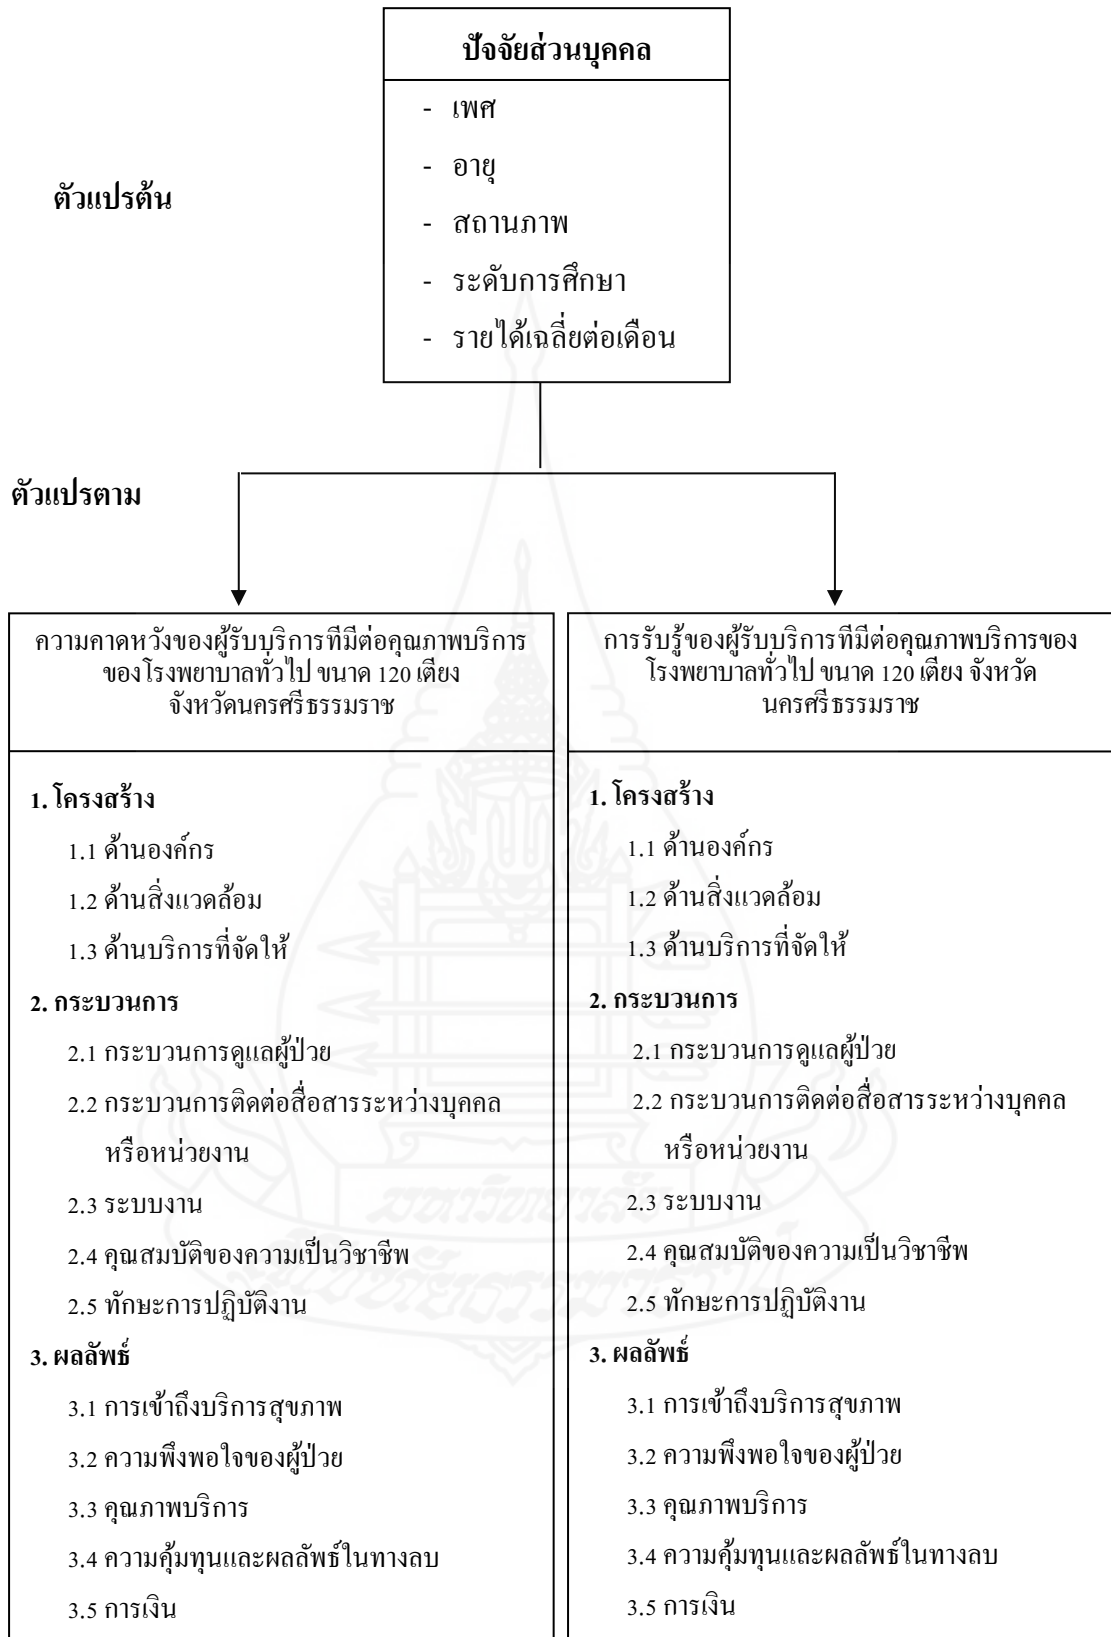 ปัจจัยส่วนบุคคล
- เพศ
- อายุ
- สถานภาพ
- ระดับการศึกษา
- รายได้เฉลี่ยต่อเดือน
ตัวแปรต้น
ตัวแปรตาม
ความคาดหวังของผู้รับบริการที่มีต่อคุณภาพบริการ
ของโรงพยาบาลทั่วไป ขนาด 120 เตียง
จังหวัดนครศรีธรรมราช
1. โครงสร้าง
1.1 ด้านองค์กร
1.2 ด้านสิ่งแวดล้อม
1.3 ด้านบริการที่จัดให้
2. กระบวนการ
2.1 กระบวนการดูแลผู้ป่วย
2.2 กระบวนการติดต่อสื่อสารระหว่างบุคคล
หรือหน่วยงาน
2.3 ระบบงาน
2.4 คุณสมบัติของความเป็นวิชาชีพ
2.5 ทักษะการปฏิบัติงาน
3. ผลลัพธ์
3.1 การเข้าถึงบริการสุขภาพ
3.2 ความพึงพอใจของผู้ป่วย
3.3 คุณภาพบริการ
3.4 ความคุ้มทุนและผลลัพธ์ในทางลบ
3.5 การเงิน
การรับรู้ของผู้รับบริการที่มีต่อคุณภาพบริการของ
โรงพยาบาลทั่วไป ขนาด 120 เตียง จังหวัด
นครศรีธรรมราช
1. โครงสร้าง
1.1 ด้านองค์กร
1.2 ด้านสิ่งแวดล้อม
1.3 ด้านบริการที่จัดให้
2. กระบวนการ
2.1 กระบวนการดูแลผู้ป่วย
2.2 กระบวนการติดต่อสื่อสารระหว่างบุคคล
หรือหน่วยงาน
2.3 ระบบงาน
2.4 คุณสมบัติของความเป็นวิชาชีพ
2.5 ทักษะการปฏิบัติงาน
3. ผลลัพธ์
3.1 การเข้าถึงบริการสุขภาพ
3.2 ความพึงพอใจของผู้ป่วย
3.3 คุณภาพบริการ
3.4 ความคุ้มทุนและผลลัพธ์ในทางลบ
3.5 การเงิน
มหาวิทยาลัย
สุโขทัยธรรมาธิราช